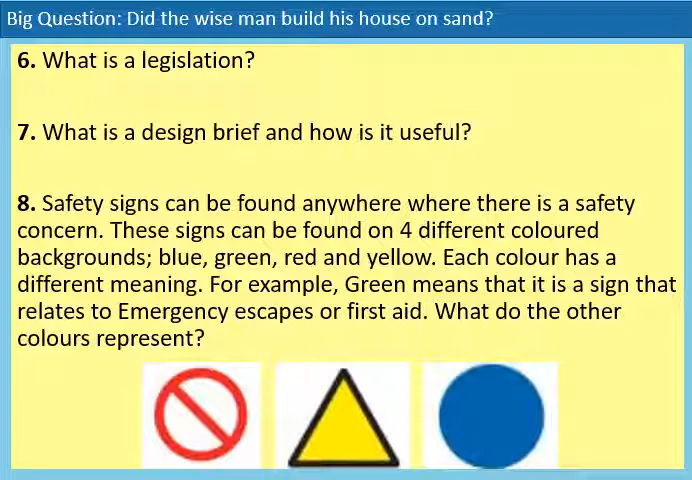 Big Question: Did the wise man build his house on sand?
6. What is a legislation?
7. What is a design brief and how is it useful?
8. Safety signs can be found anywhere where there is a safety
concern. These signs can be found on 4 different coloured
backgrounds; blue, green, red and yellow. Each colour has a
different meaning. For example, Green means that it is a sign that
relates to Emergency escapes or first aid. What do the other
colours represent?